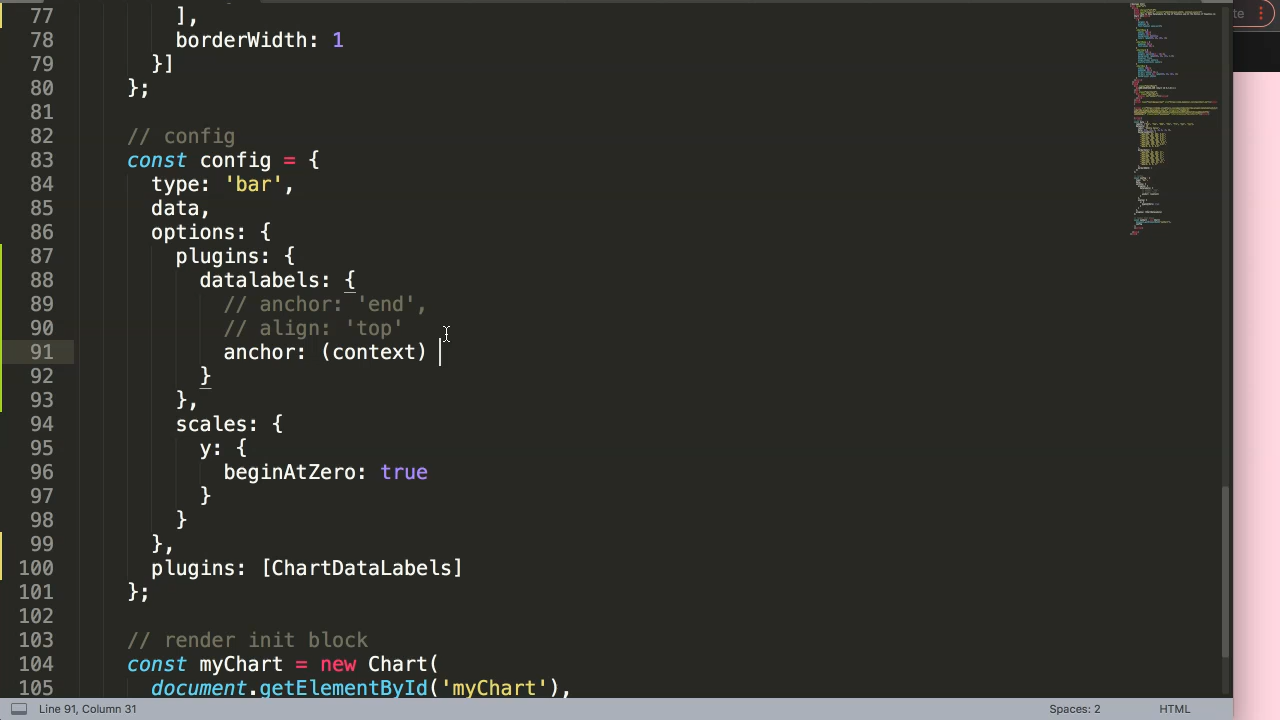 77 ],
78 borderWidth: 1
79 }]
80 };
81
82 // config
83 const config = {
84 type: 'bar',
85 data,
86 options: {
87 plugins: {
88 datalabels: {
89 // anchor: 'end',
90 // align: 'top'
91 anchor: (context)
92 }
93 },
94 scales: {
95 y: {
96 beginAtZero: true
97 }
98 }
99 },
100 plugins: [ChartDataLabels]
101 };
102
103 // render init block
104 const myChart = new Chart(
105 document.getElementById('myChart'),
Line 91, Column 31
Spaces: 2
HTML